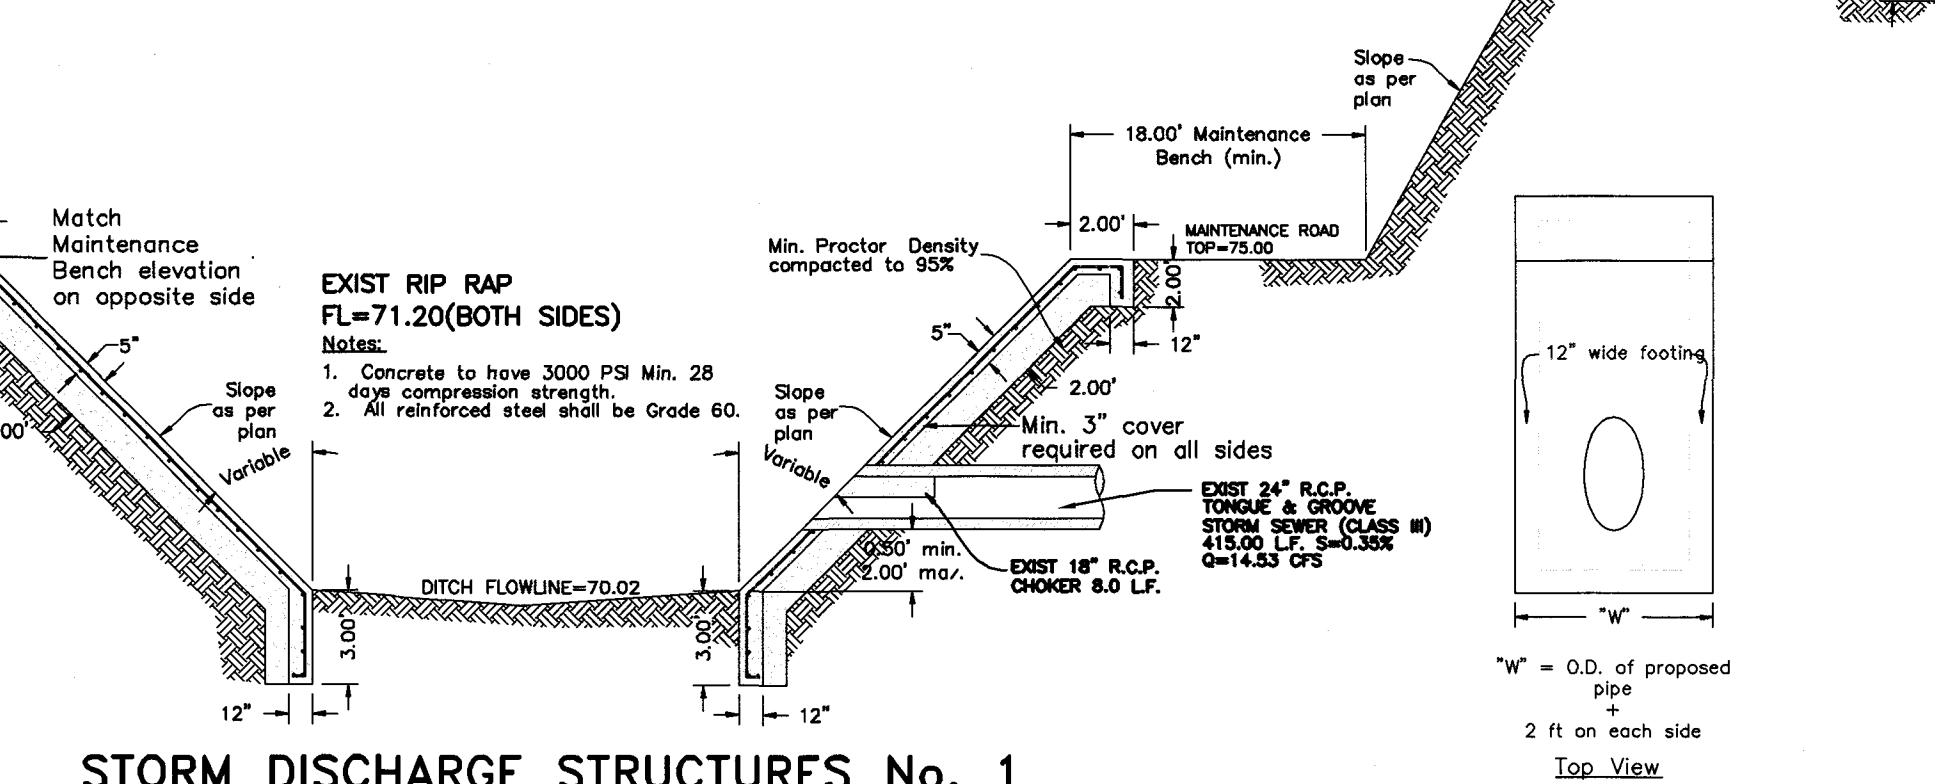 Slope
as per
plan
18.00' Maintenance
Bench (min.)
Match
Maintenance
Bench elevation
on opposite side
2.00'
MAINTENANCE ROAD
TOP=75.00
Min. Proctor Density
compacted to 95%
2.00'
EXIST RIP RAP
FL=71.20(BOTH SIDES)
Notes:
1. Concrete to have 3000 PSI Min. 28
days compression strength.
2. All reinforced steel shall be Grade 60.
5"
5"
12"
12" wide footing
Slope
as per
plan
Slope
as per
plan
2.00'
Min. 3" cover
required on all sides
00'
Variable
Variable
EXIST 24" R.C.P.
TONGUE & GROOVE
STORM SEWER (CLASS III)
415.00 L.F. S=0.35%
Q=14.53 CFS
0.50' min.
2.00' max.
EXIST 18" R.C.P.
CHOKER 8.0 L.F.
DITCH FLOWLINE=70.02
3.00'
3.00'
"W"
12"
12"
"W" = O.D. of proposed
pipe
+
2 ft on each side
Top View
STORM DISCHARGE STRUCTURES No. 1